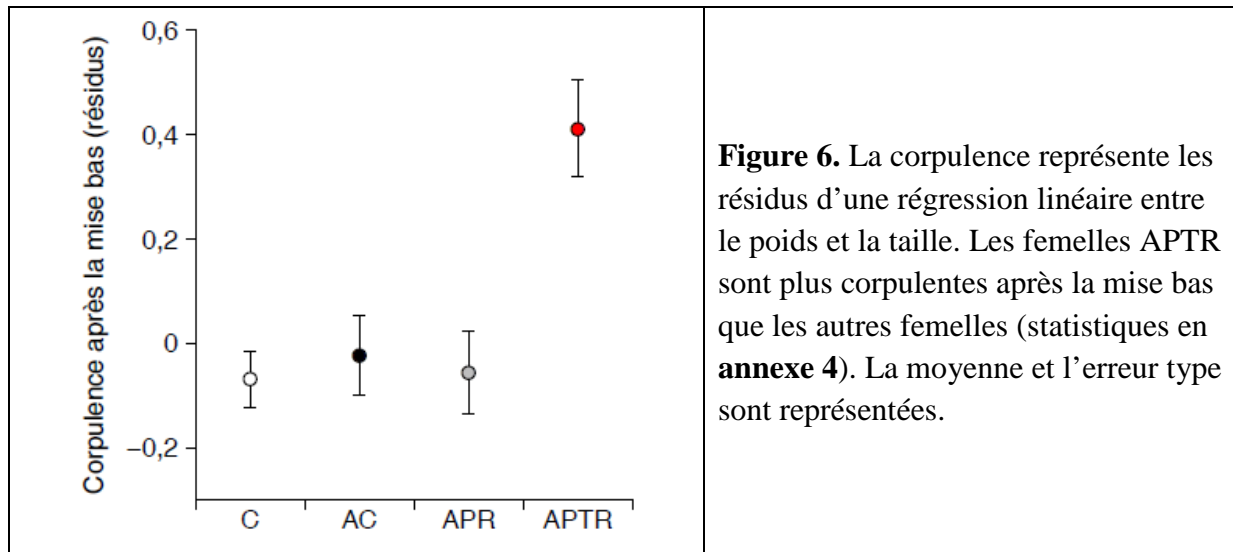 Corpulence après la mise bas (résidus)
0,6
0,4
0,2
0
−0,2
C AC APR APTR
Figure 6. La corpulence représente les
résidus d’une régression linéaire entre
le poids et la taille. Les femelles APTR
sont plus corpulentes après la mise bas
que les autres femelles (statistiques en
annexe 4). La moyenne et l’erreur type
sont représentées.